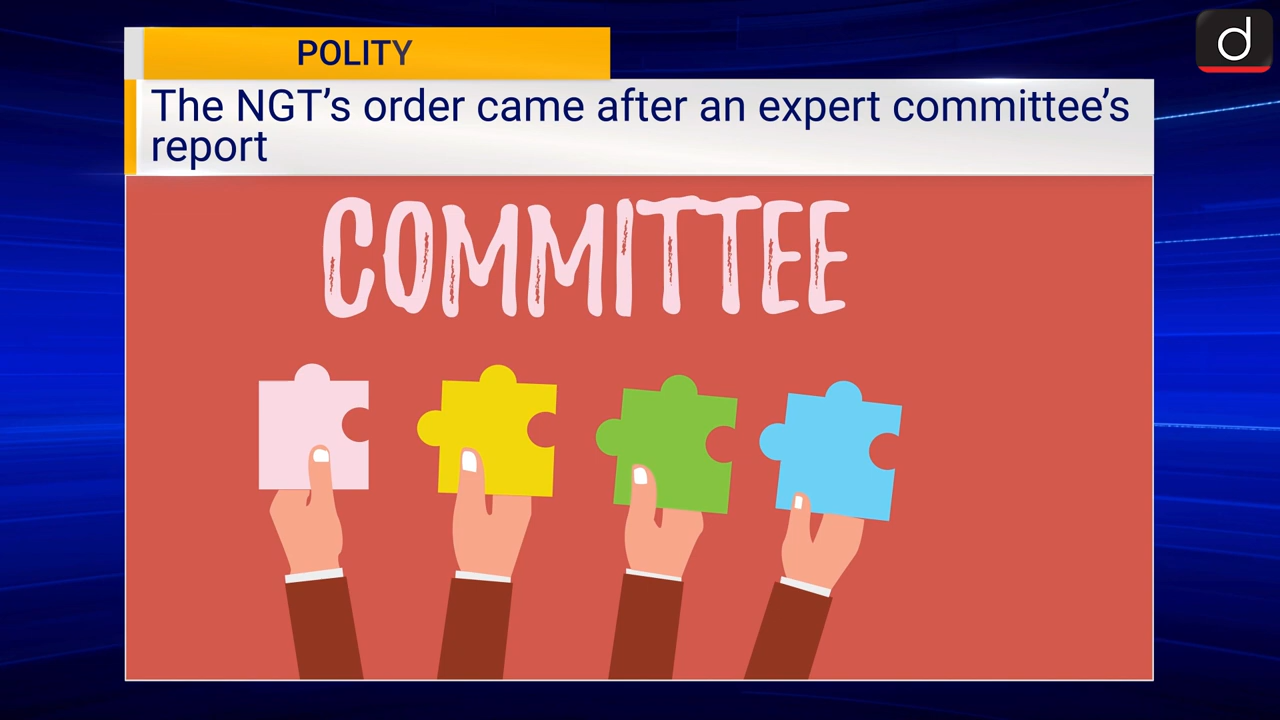 POLITY
d
The NGT’s order came after an expert committee’s
report
COMMITTEE